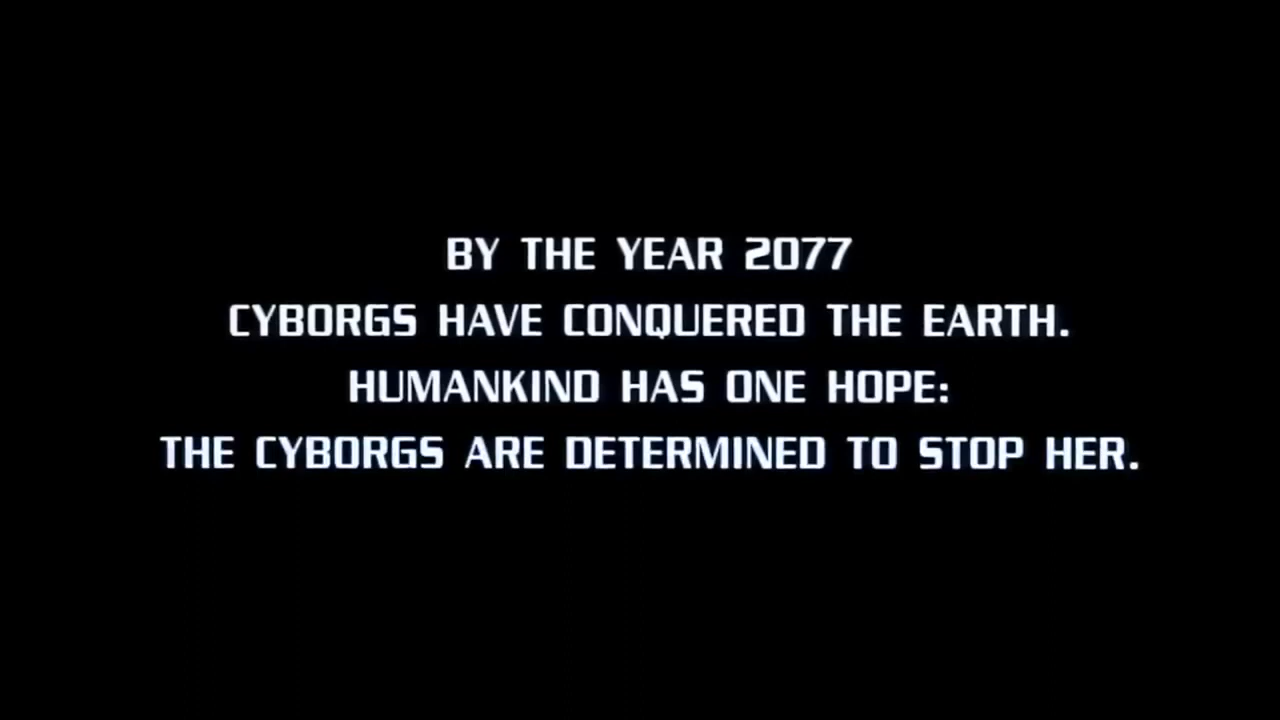 BY THE YEAR 2077
CYBORGS HAVE CONQUERED THE EARTH.
HUMANKIND HAS ONE HOPE:
THE CYBORGS ARE DETERMINED TO STOP HER.